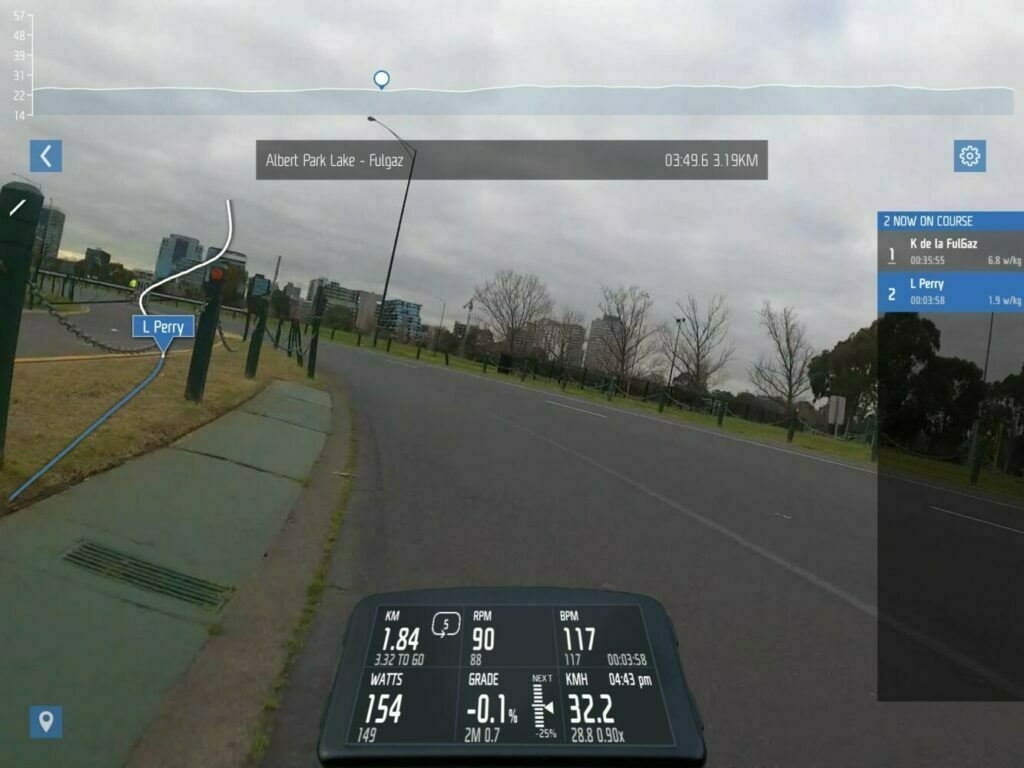 57
48
39
31
22
14
Albert Park Lake - Fulgaz 03:49.6 3.19KM
2 NOW ON COURSE
1 K de la FulGaz
00:35:55 6.8 w/kg
2 L Perry
00:03:58 1.9 w/kg
L Perry
KM 5 RPM BPM
1.84 90 117
3.32 TO GO 88 117 00:03:58
WATTS GRADE NEXT KMH 04:43 pm
154 -0.1% 32.2
149 2M 0.7 -25% 28.8 0.90x